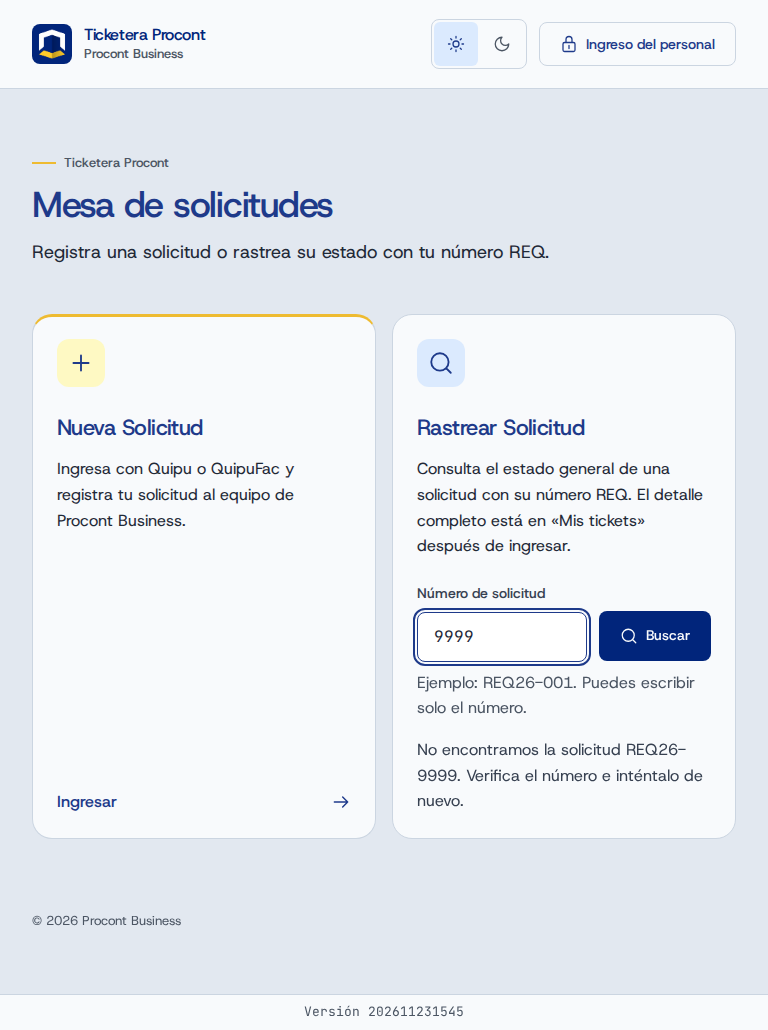 Ticketera Procont
Procont Business
Ingreso del personal
Ticketera Procont
Mesa de solicitudes
Registra una solicitud o rastrea su estado con tu número REQ.
Nueva Solicitud
Ingresa con Quipu o QuipuFac y
registra tu solicitud al equipo de
Procont Business.
Ingresar
Rastrear Solicitud
Consulta el estado general de una
solicitud con su número REQ. El detalle
completo está en «Mis tickets»
después de ingresar.
Número de solicitud
9999
Buscar
Ejemplo: REQ26-001. Puedes escribir
solo el número.
No encontramos la solicitud REQ26-
9999. Verifica el número e inténtalo de
nuevo.
© 2026 Procont Business
Versión 202611231545